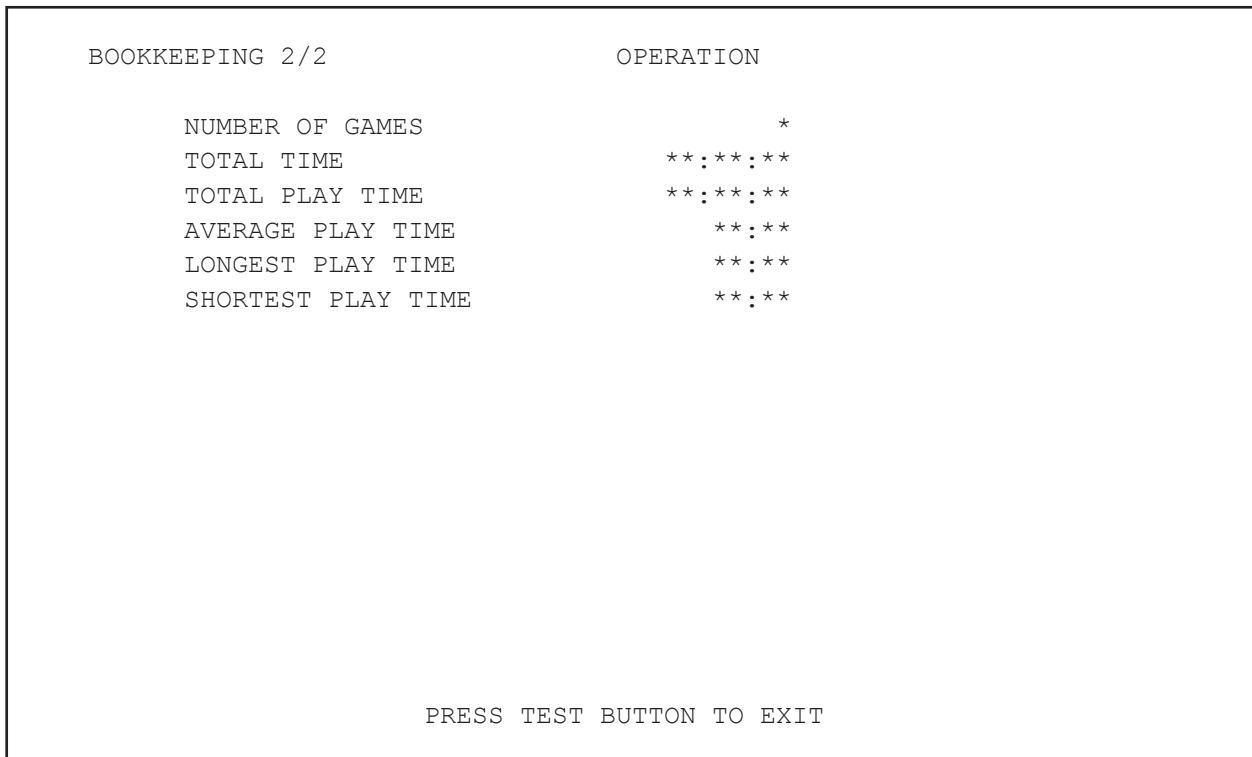 BOOKKEEPING 2/2 OPERATION
NUMBER OF GAMES *
TOTAL TIME **:**:**
TOTAL PLAY TIME **:**:**
AVERAGE PLAY TIME **:**
LONGEST PLAY TIME **:**
SHORTEST PLAY TIME **:**
PRESS TEST BUTTON TO EXIT